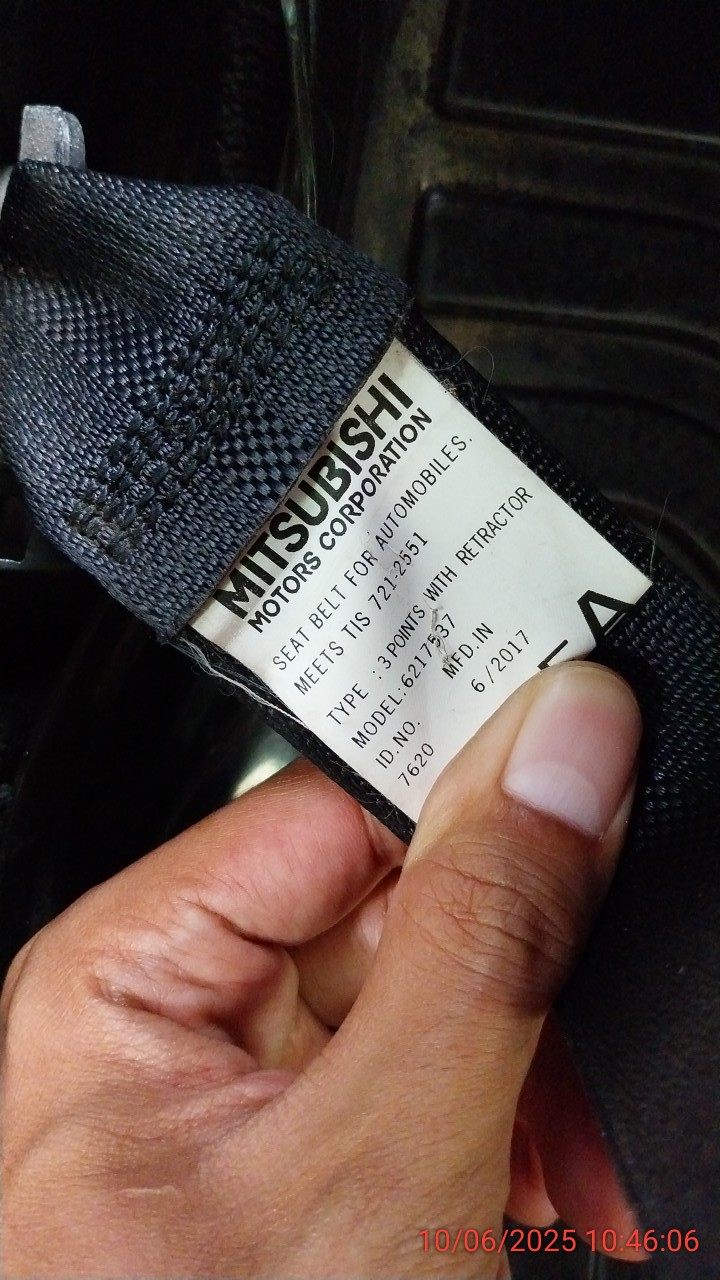 MITSUBISHI
MOTORS CORPORATION
SEAT BELT FOR AUTOMOBILES.
MEETS TIS 721-2551
TYPE : 3 POINTS WITH RETRACTOR
MODEL:6217537
ID.NO. MFD.IN
7620 6/2017
10/06/2025 10:46:06